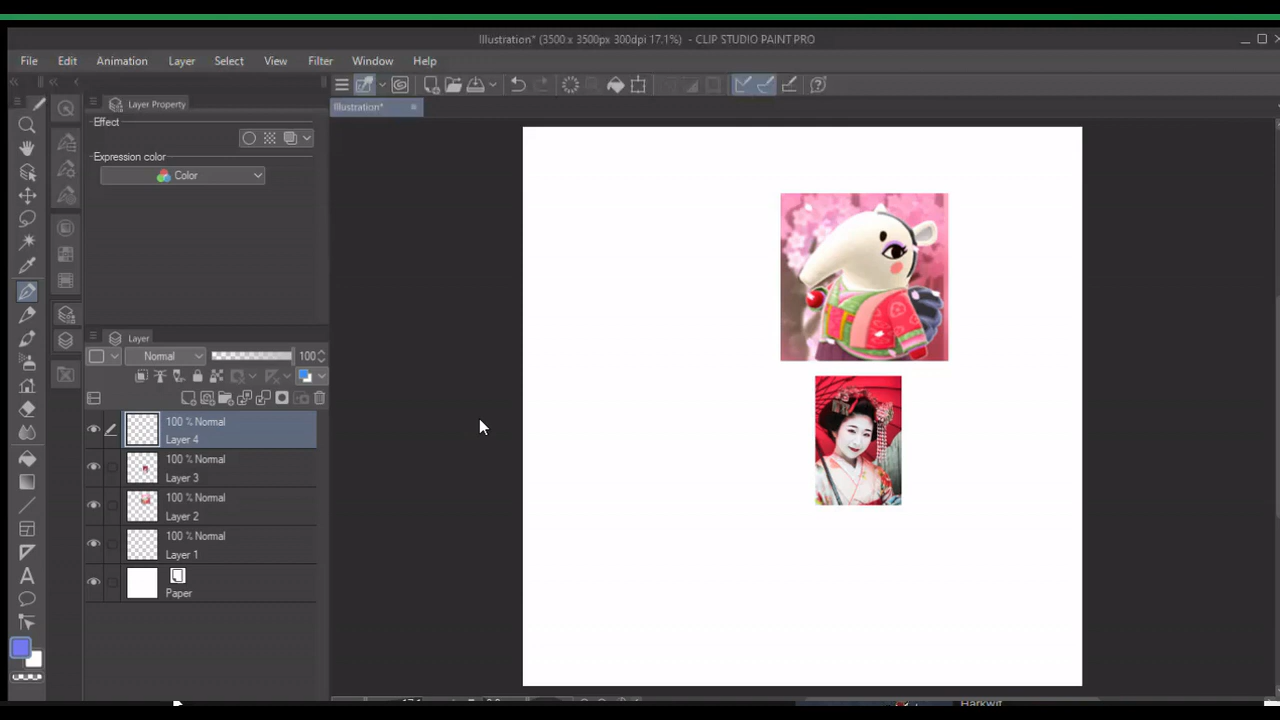 Illustration* (3500 x 3500px 300dpi 17.1%) - CLIP STUDIO PAINT PRO
File Edit Animation Layer Select View Filter Window Help
Illustration*
Layer Property
Effect
Expression color
Color
Layer
Normal 100
100 % Normal
Layer 4
100 % Normal
Layer 3
100 % Normal
Layer 2
100 % Normal
Layer 1
Paper